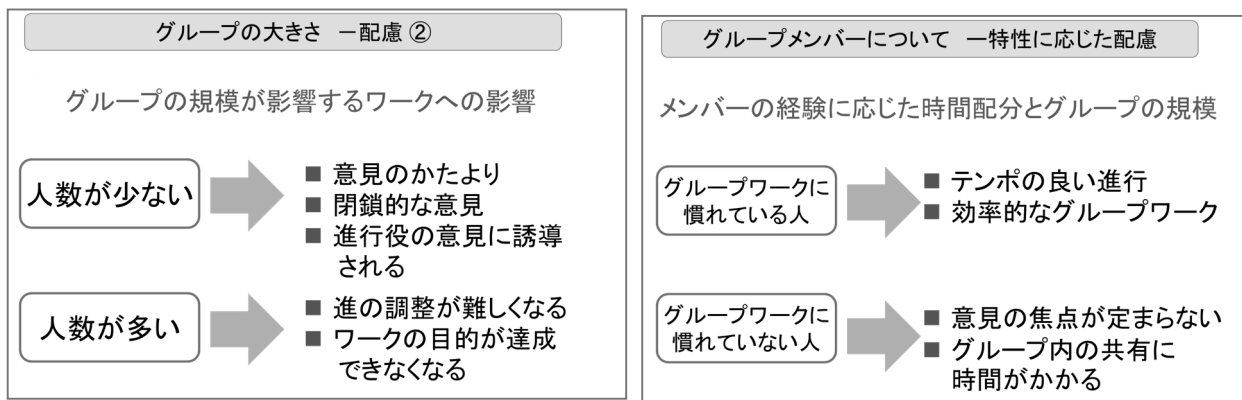 グループの大きさ －配慮②
グループの規模が影響するワークへの影響
人数が少ない
■ 意見のかたより
■ 閉鎖的な意見
■ 進行役の意見に誘導
される
人数が多い
■ 進の調整が難しくなる
■ ワークの目的が達成
できなくなる
グループメンバーについて －特性に応じた配慮
メンバーの経験に応じた時間配分とグループの規模
グループワークに
慣れている人
■ テンポの良い進行
■ 効率的なグループワーク
グループワークに
慣れていない人
■ 意見の焦点が定まらない
■ グループ内の共有に
時間がかかる